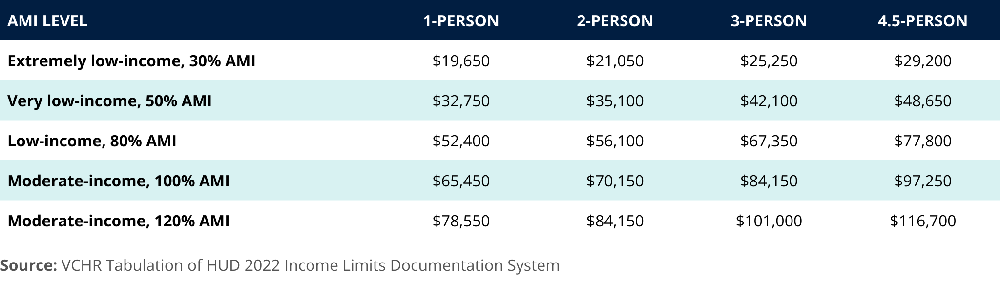 AMI LEVEL 1-PERSON 2-PERSON 3-PERSON 4.5-PERSON
Extremely low-income, 30% AMI $19,650 $21,050 $25,250 $29,200
Very low-income, 50% AMI $32,750 $35,100 $42,100 $48,650
Low-income, 80% AMI $52,400 $56,100 $67,350 $77,800
Moderate-income, 100% AMI $65,450 $70,150 $84,150 $97,250
Moderate-income, 120% AMI $78,550 $84,150 $101,000 $116,700
Source: VCHR Tabulation of HUD 2022 Income Limits Documentation System